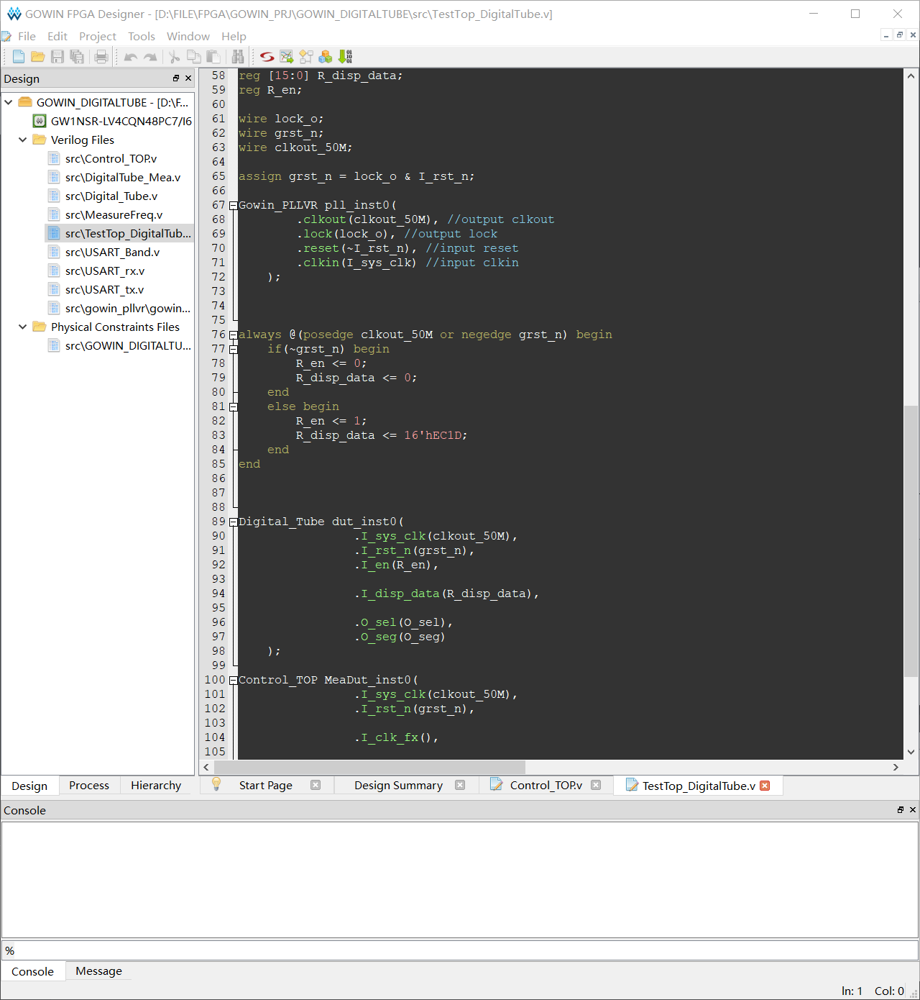 GOWIN FPGA Designer - [D:\FILE\FPGA\GOWIN_PRJ\GOWIN_DIGITALTUBE\src\TestTop_DigitalTube.v]
File Edit Project Tools Window Help
Design
GOWIN_DIGITALTUBE - [D:\F...
GW1NSR-LV4CQN48PC7/I6
Verilog Files
src\Control_TOP.v
src\DigitalTube_Mea.v
src\Digital_Tube.v
src\MeasureFreq.v
src\TestTop_DigitalTub...
src\USART_Band.v
src\USART_rx.v
src\USART_tx.v
src\gowin_pllvr\gowin...
Physical Constraints Files
src\GOWIN_DIGITALTU...
58 reg [15:0] R_disp_data;
59 reg R_en;
60
61 wire lock_o;
62 wire grst_n;
63 wire clkout_50M;
64
65 assign grst_n = lock_o & I_rst_n;
66
67 Gowin_PLLVR pll_inst0(
68 .clkout(clkout_50M), //output clkout
69 .lock(lock_o), //output lock
70 .reset(~I_rst_n), //input reset
71 .clkin(I_sys_clk) //input clkin
72 );
73
74
75
76 always @(posedge clkout_50M or negedge grst_n) begin
77 if(~grst_n) begin
78 R_en <= 0;
79 R_disp_data <= 0;
80 end
81 else begin
82 R_en <= 1;
83 R_disp_data <= 16'hEC1D;
84 end
85 end
86
87
88
89 Digital_Tube dut_inst0(
90 .I_sys_clk(clkout_50M),
91 .I_rst_n(grst_n),
92 .I_en(R_en),
93
94 .I_disp_data(R_disp_data),
95
96 .O_sel(O_sel),
97 .O_seg(O_seg)
98 );
99
100 Control_TOP MeaDut_inst0(
101 .I_sys_clk(clkout_50M),
102 .I_rst_n(grst_n),
103
104 .I_clk_fx(),
105
Design Process Hierarchy
Start Page Design Summary Control_TOP.v TestTop_DigitalTube.v
Console
%
Console Message
ln: 1 Col: 0